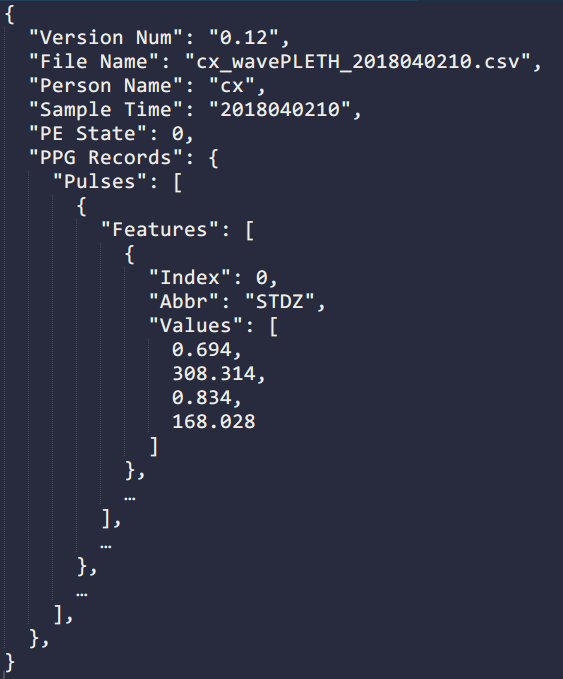 {
"Version Num": "0.12",
"File Name": "cx_wavePLETH_2018040210.csv",
"Person Name": "cx",
"Sample Time": "2018040210",
"PE State": 0,
"PPG Records": {
"Pulses": [
{
"Features": [
{
"Index": 0,
"Abbr": "STDZ",
"Values": [
0.694,
308.314,
0.834,
168.028
]
},
…
],
…
},
…
],
},
}